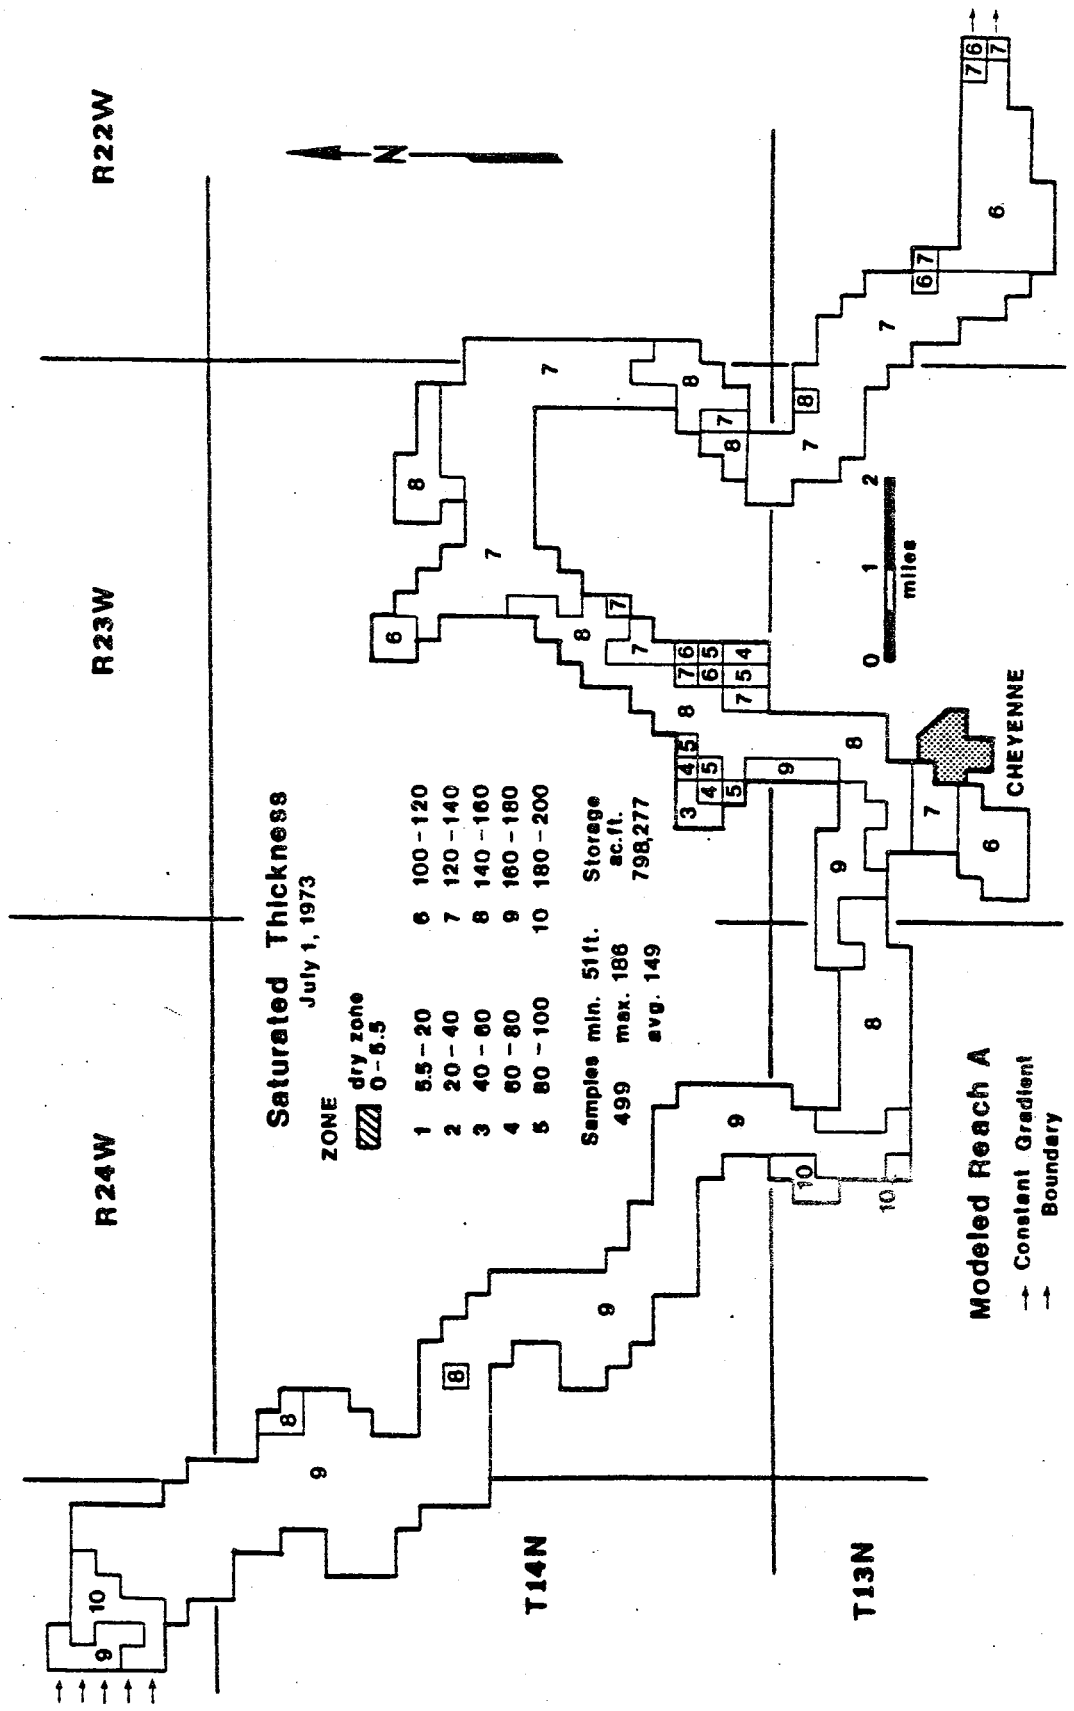 R24W
R23W
R22W
N
Saturated Thickness
July 1, 1973
ZONE
dry zone
0-5.5
1 5.5-20 6 100-120
2 20-40 7 120-140
3 40-60 8 140-160
4 60-80 9 160-180
5 80-100 10 180-200
Samples min. 51 ft. Storage
499 max. 186 ac.ft.
avg. 149 798,277
9
10
9
8
8
9
9
10
10
8
9
9
8
7
6
3
4
5
4
5
5
8
7
7
6
5
6
5
4
7
8
7
6
7
8
7
8
8
7
7
8
7
6
7
6
7
6
7
T14N
T13N
0 1 2
miles
CHEYENNE
Modeled Reach A
Constant Gradient
Boundary